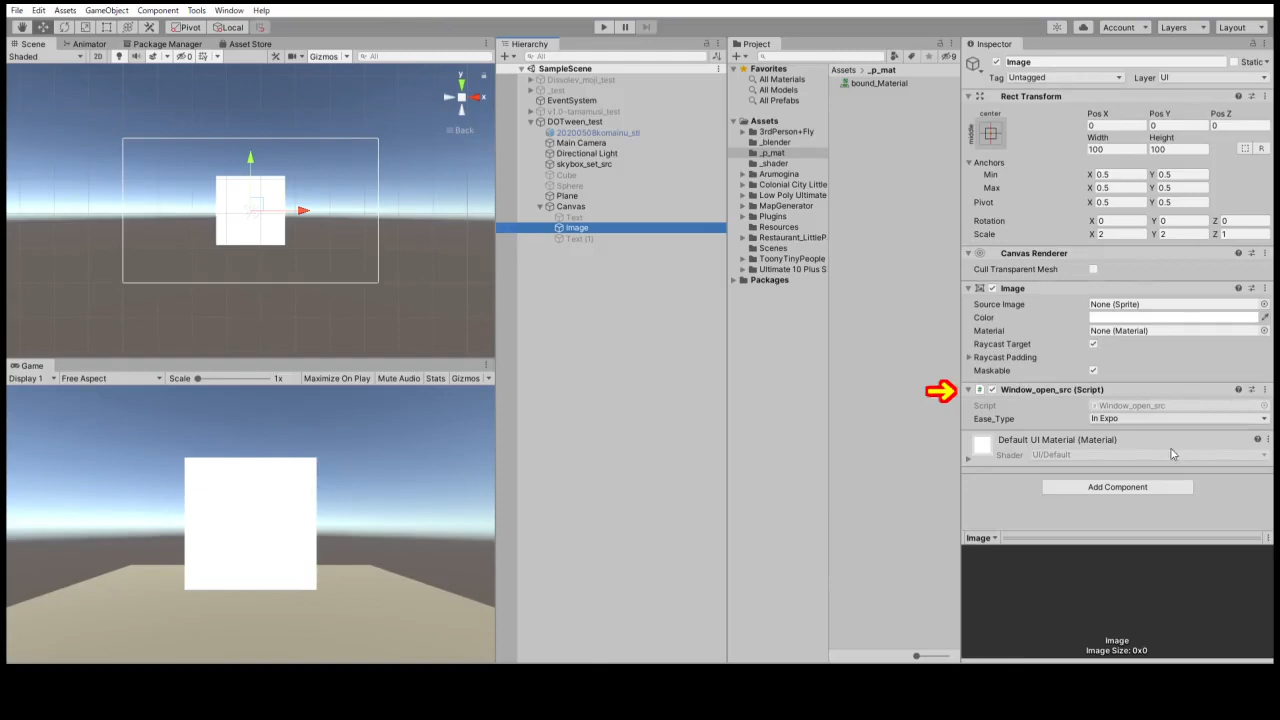 File Edit Assets GameObject Component Tools Window Help
Pivot Local
Account Layers Layout
Scene Animator Package Manager Asset Store
Shaded 2D 0 Gizmos All
y
x
Back
Game
Display 1 Free Aspect Scale 1x Maximize On Play Mute Audio Stats Gizmos
Hierarchy
All
SampleScene
Dissolev_moji_test
_test
EventSystem
v1.0-tamamusi_test
DOTween_test
20200508komainu_stl
Main Camera
Directional Light
skybox_set_src
Cube
Sphere
Plane
Canvas
Text
Image
Text (1)
Project
9
Favorites
All Materials
All Models
All Prefabs
Assets
3rdPerson+Fly
_blender
_p_mat
_shader
Arumogina
Colonial City Little
Low Poly Ultimate
MapGenerator
Plugins
Resources
Restaurant_LittleP
Scenes
ToonyTinyPeople
Ultimate 10 Plus S
Packages
Assets _p_mat
bound_Material
Inspector
Image Static
Tag Untagged Layer UI
Rect Transform
center
middle
Pos X Pos Y Pos Z
0 0 0
Width Height
100 100
R
Anchors
Min X 0.5 Y 0.5
Max X 0.5 Y 0.5
Pivot X 0.5 Y 0.5
Rotation X 0 Y 0 Z 0
Scale X 2 Y 2 Z 1
Canvas Renderer
Cull Transparent Mesh
Image
Source Image None (Sprite)
Color
Material None (Material)
Raycast Target
Raycast Padding
Maskable
Window_open_src (Script)
Script Window_open_src
Ease_Type In Expo
Default UI Material (Material)
Shader UI/Default
Add Component
Image
Image
Image Size: 0x0